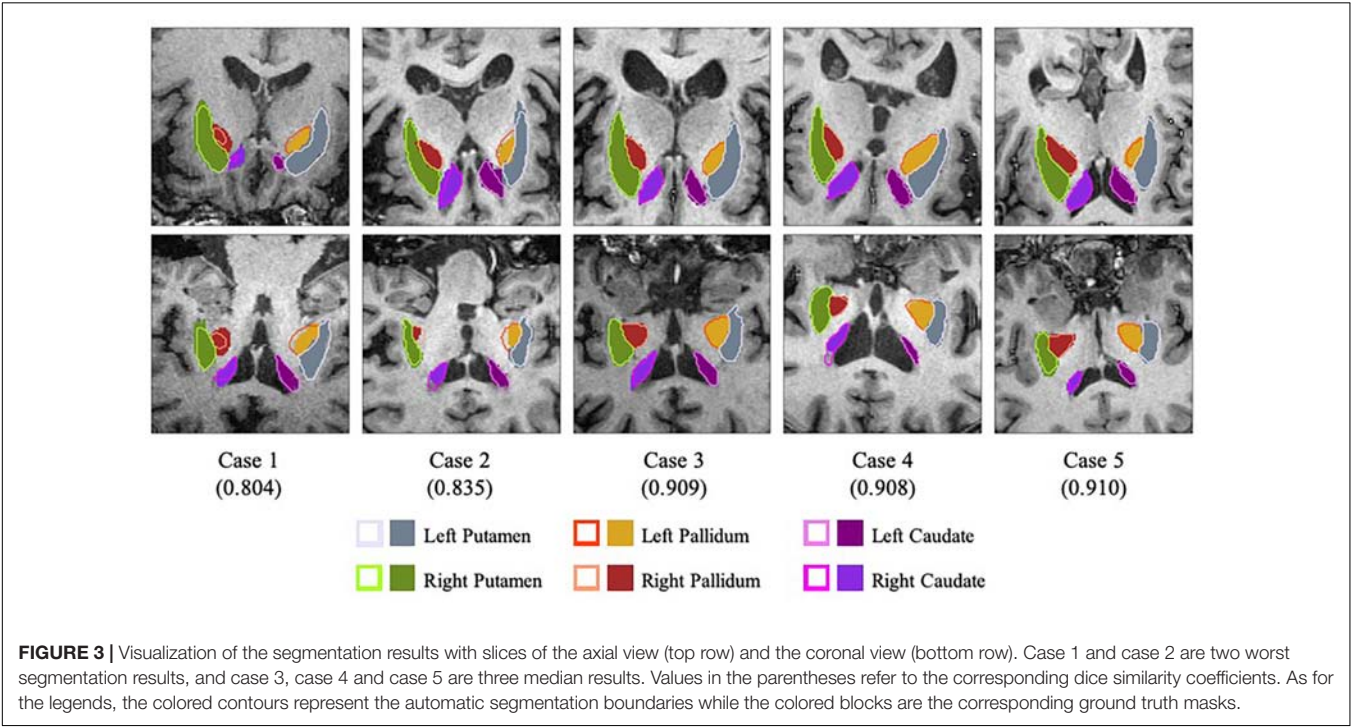 Case 1
(0.804)
Case 2
(0.835)
Case 3
(0.909)
Case 4
(0.908)
Case 5
(0.910)
Left Putamen
Left Pallidum
Left Caudate
Right Putamen
Right Pallidum
Right Caudate
FIGURE 3 | Visualization of the segmentation results with slices of the axial view (top row) and the coronal view (bottom row). Case 1 and case 2 are two worst
segmentation results, and case 3, case 4 and case 5 are three median results. Values in the parentheses refer to the corresponding dice similarity coefficients. As for
the legends, the colored contours represent the automatic segmentation boundaries while the colored blocks are the corresponding ground truth masks.